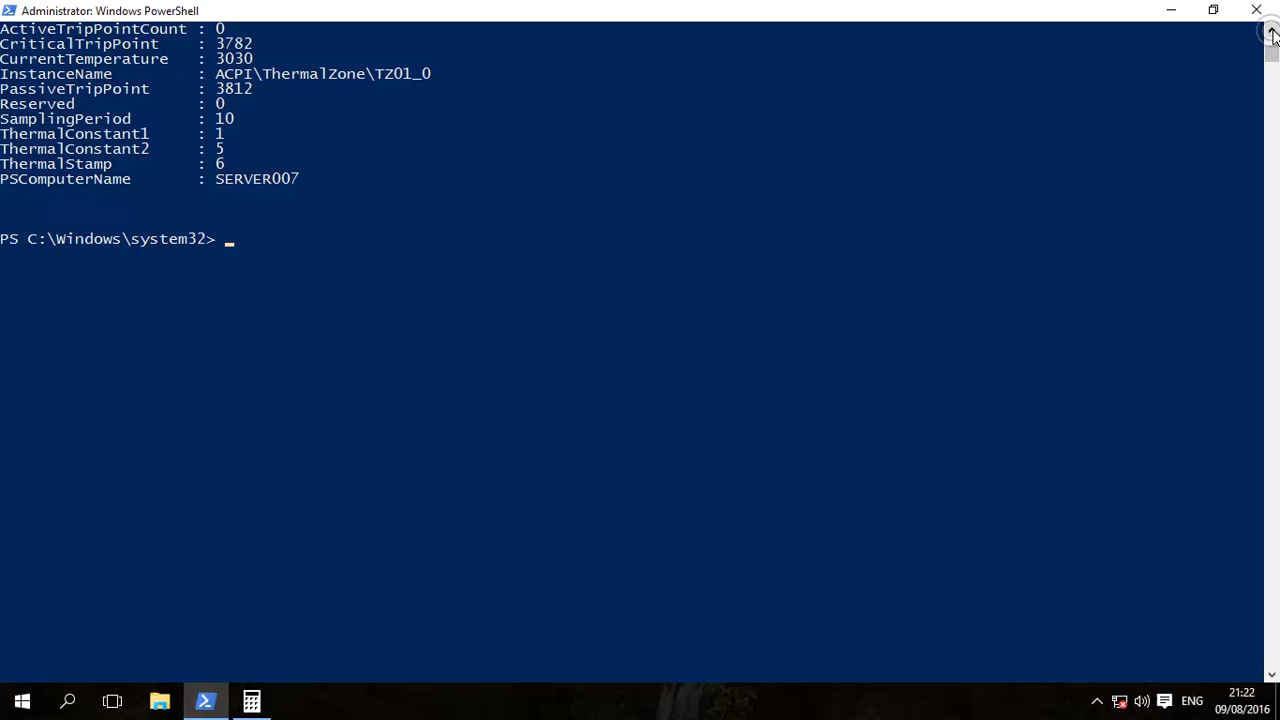 Administrator: Windows PowerShell
ActiveTripPointCount : 0
CriticalTripPoint : 3782
CurrentTemperature : 3030
InstanceName : ACPI\ThermalZone\TZ01_0
PassiveTripPoint : 3812
Reserved : 0
SamplingPeriod : 10
ThermalConstant1 : 1
ThermalConstant2 : 5
ThermalStamp : 6
PSComputerName : SERVER007
PS C:\Windows\system32> _
ENG
21:22
09/08/2016